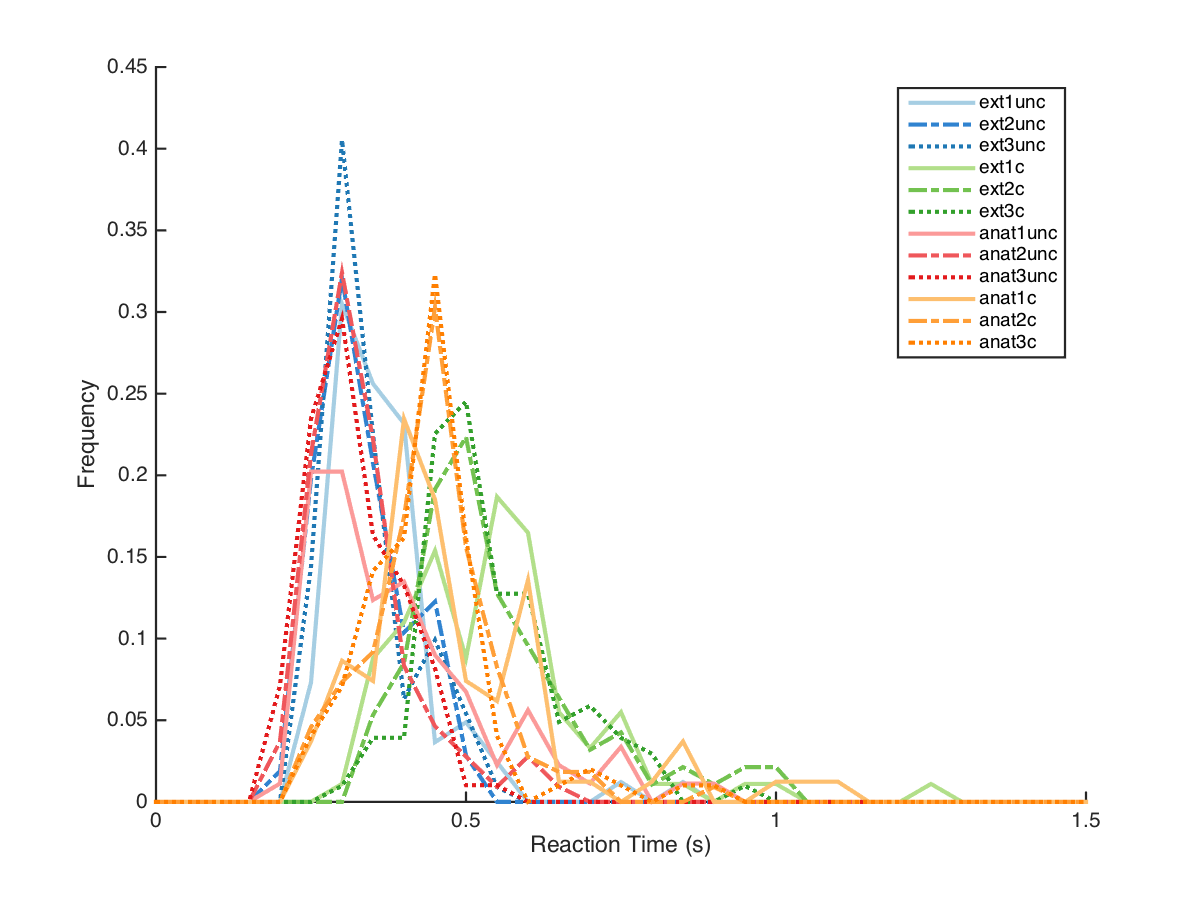 0.45
0.4
0.35
0.3
0.25
0.2
0.15
0.1
0.05
0
Frequency
0 0.5 1 1.5
Reaction Time (s)
ext1unc
ext2unc
ext3unc
ext1c
ext2c
ext3c
anat1unc
anat2unc
anat3unc
anat1c
anat2c
anat3c